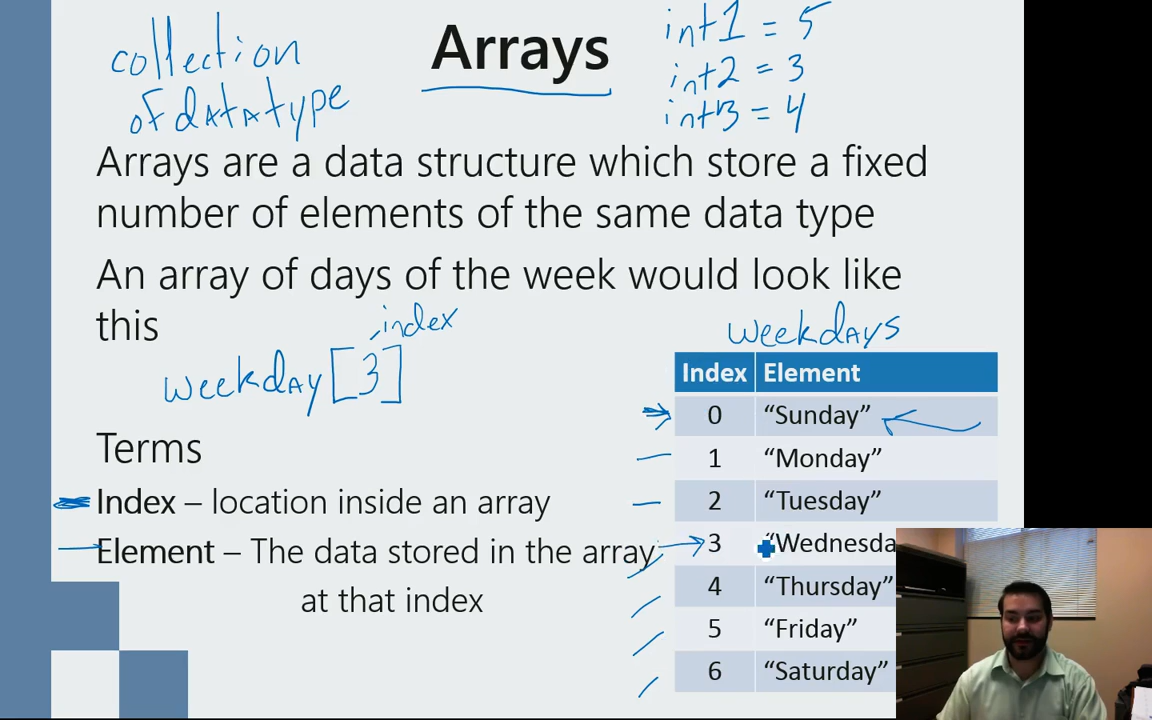 collection
of datatype
Arrays
int1 = 5
int2 = 3
int3 = 4
Arrays are a data structure which store a fixed
number of elements of the same data type
An array of days of the week would look like
this
index
weekday[3]
weekdays
Index Element
0 “Sunday”
1 “Monday”
2 “Tuesday”
3 “Wednesda
4 “Thursday”
5 “Friday”
6 “Saturday”
Terms
Index – location inside an array
Element – The data stored in the array
at that index